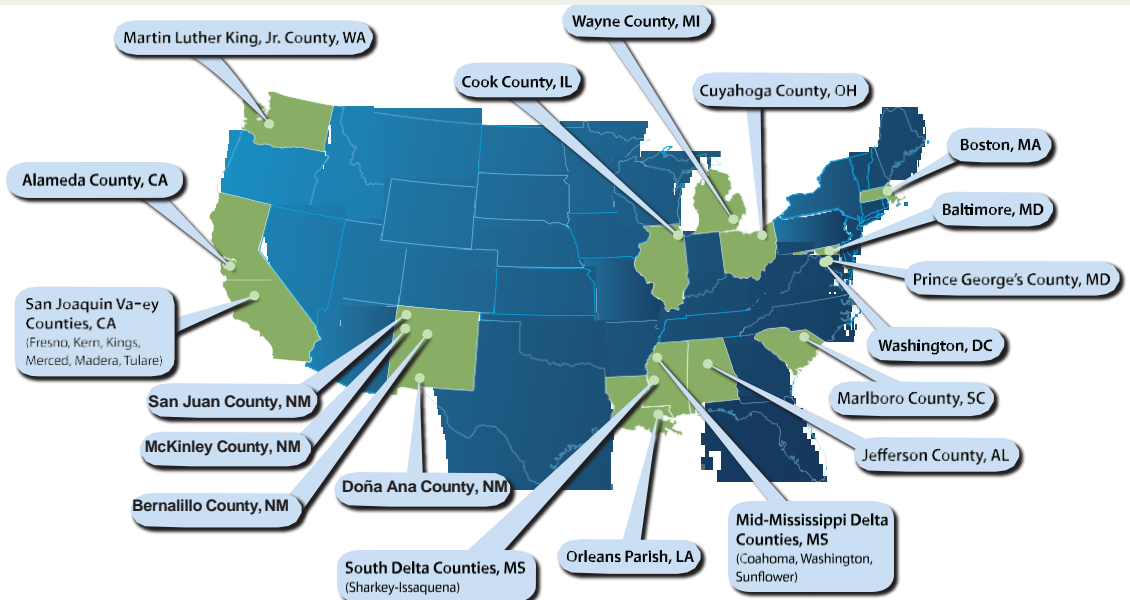 Wayne County, MI
Martin Luther King, Jr. County, WA
Cook County, IL
Cuyahoga County, OH
Boston, MA
Alameda County, CA
Baltimore, MD
Prince George's County, MD
San Joaquin Va-ey
Counties, CA
(Fresno, Kern, Kings,
Merced, Madera, Tulare)
Washington, DC
San Juan County, NM
Marlboro County, SC
McKinley County, NM
Jefferson County, AL
Doña Ana County, NM
Bernalillo County, NM
Mid-Mississippi Delta
Counties, MS
(Coahoma, Washington,
Sunflower)
Orleans Parish, LA
South Delta Counties, MS
(Sharkey-Issaquena)